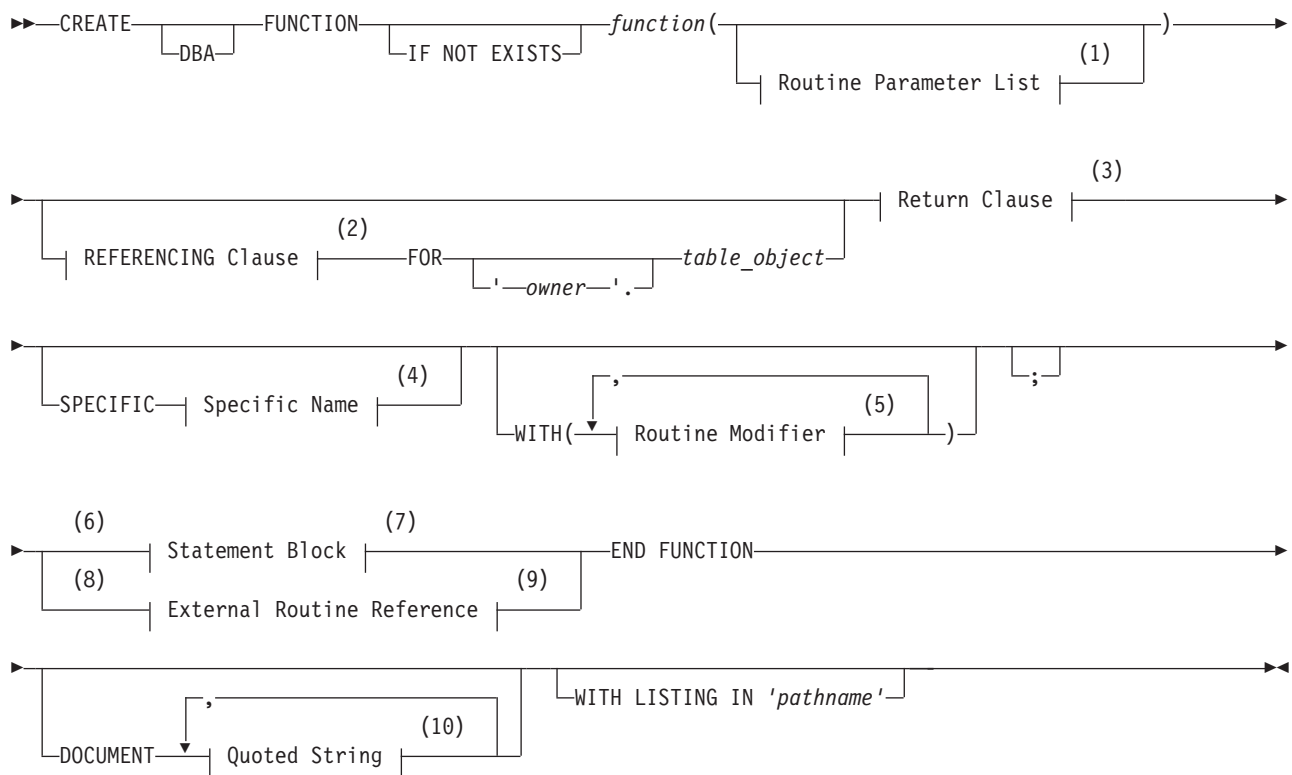 CREATE DBA FUNCTION IF NOT EXISTS function( Routine Parameter List (1) )
REFERENCING Clause (2) FOR 'owner'. table_object Return Clause (3)
SPECIFIC Specific Name (4) WITH( , Routine Modifier (5) ) ;
(6) Statement Block (7) END FUNCTION
(8) External Routine Reference (9)
DOCUMENT , Quoted String (10) WITH LISTING IN 'pathname'